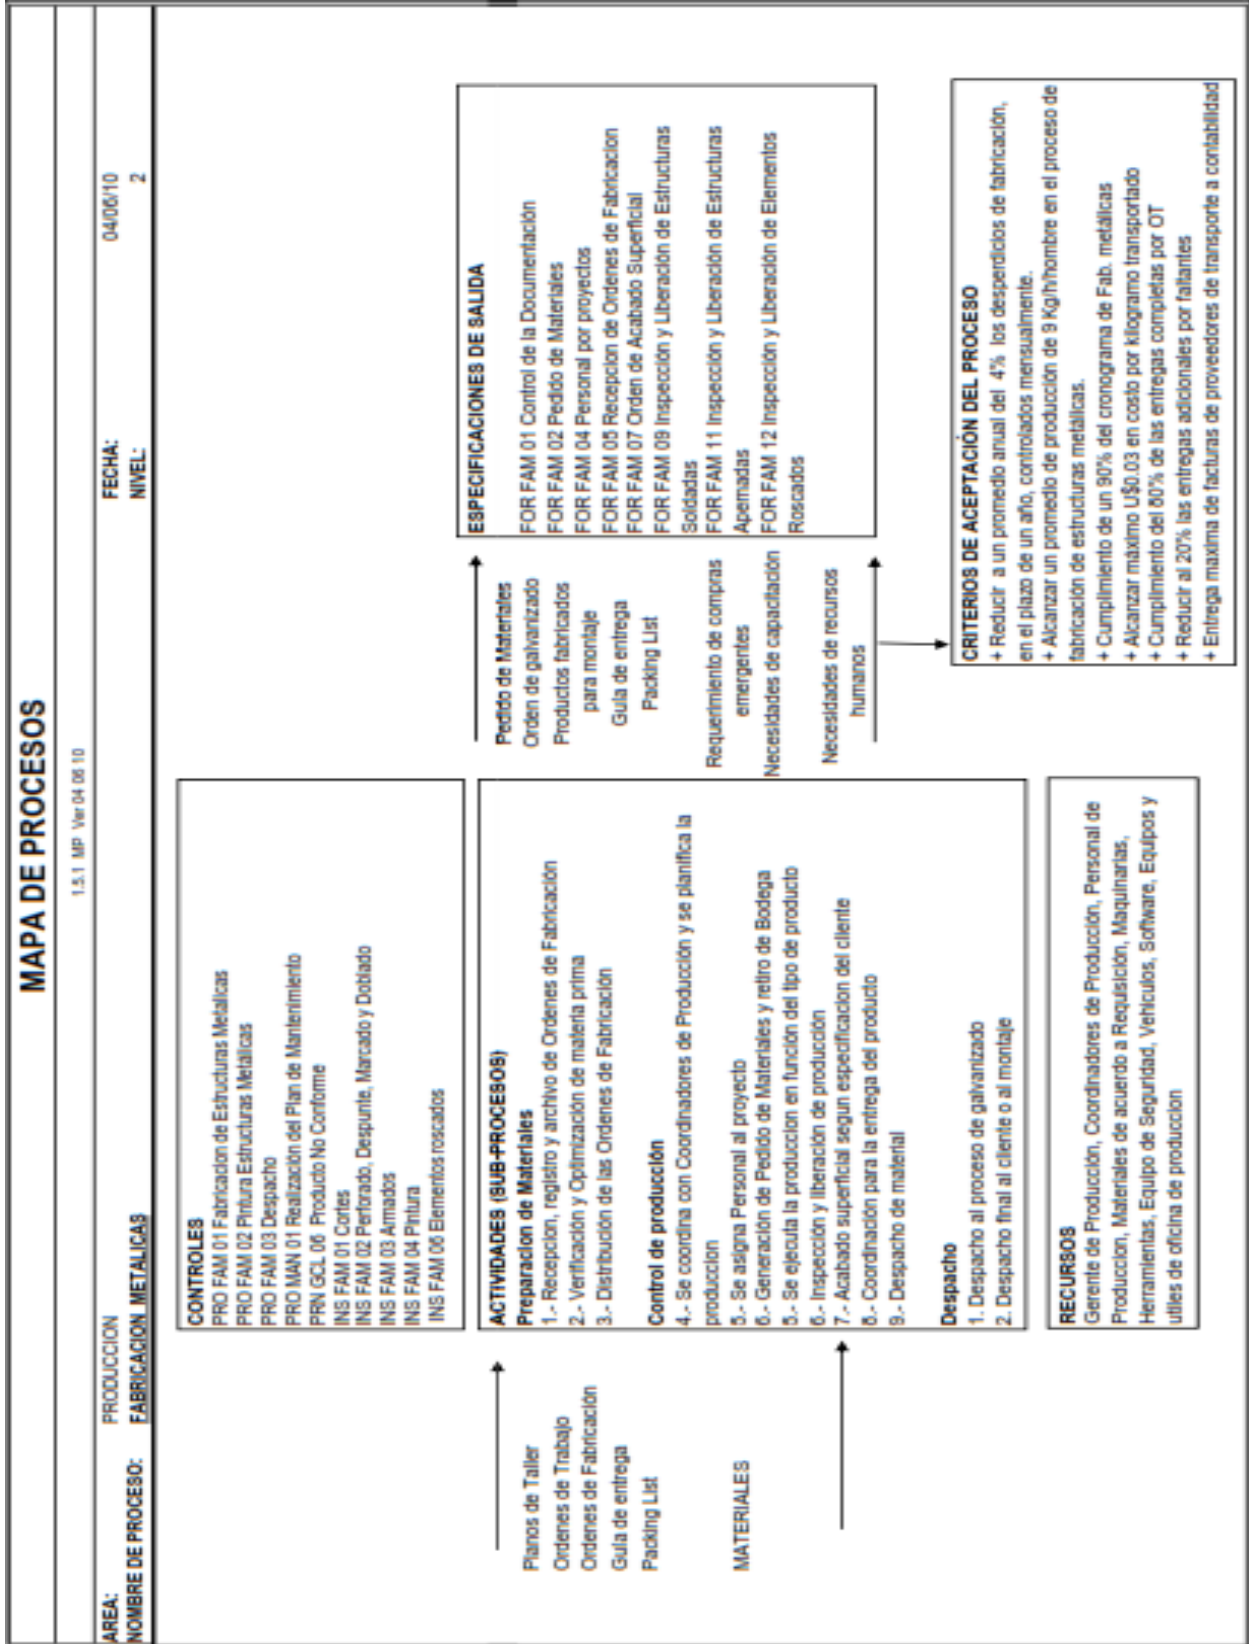 MAPA DE PROCESOS
1.5.1 MP Ver 04 06 10
AREA: PRODUCCION FECHA: 04/06/10
NOMBRE DE PROCESO: FABRICACION METALICAS NIVEL: 2
CONTROLES
PRO FAM 01 Fabricacion de Estructuras Metalicas
PRO FAM 02 Pintura Estructuras Metalicas
PRO FAM 03 Despacho
PRO MAN 01 Realización del Plan de Mantenimiento
PRN GCL 06 Producto No Conforme
INS FAM 01 Cortes
INS FAM 02 Perforado, Despunte, Marcado y Doblado
INS FAM 03 Armados
INS FAM 04 Pintura
INS FAM 06 Elementos roscados
Planos de Taller
Ordenes de Trabajo
Ordenes de Fabricación
Guia de entrega
Packing List
MATERIALES
ACTIVIDADES (SUB-PROCESOS)
Preparacion de Materiales
1.- Recepcion, registro y archivo de Ordenes de Fabricación
2.- Verificación y Optimización de materia prima
3.- Distribución de las Ordenes de Fabricación
Control de producción
4.- Se coordina con Coordinadores de Producción y se planifica la
produccion
5.- Se asigna Personal al proyecto
6.- Generación de Pedido de Materiales y retiro de Bodega
5.- Se ejecuta la produccion en función del tipo de producto
6.- Inspección y liberación de producción
7.- Acabado superficial segun especificacion del cliente
8.- Coordinación para la entrega del producto
9.- Despacho de material
Despacho
1. Despacho al proceso de galvanizado
2. Despacho final al cliente o al montaje
Pedido de Materiales
Orden de galvanizado
Productos fabricados
para montaje
Guia de entrega
Packing List
Requerimiento de compras
emergentes
Necesidades de capacitación
Necesidades de recursos
humanos
ESPECIFICACIONES DE SALIDA
FOR FAM 01 Control de la Documentación
FOR FAM 02 Pedido de Materiales
FOR FAM 04 Personal por proyectos
FOR FAM 05 Recepcion de Ordenes de Fabricacion
FOR FAM 07 Orden de Acabado Superficial
FOR FAM 09 Inspección y Liberación de Estructuras
Soldadas
FOR FAM 11 Inspección y Liberación de Estructuras
Apernadas
FOR FAM 12 Inspección y Liberación de Elementos
Roscados
RECURSOS
Gerente de Producción, Coordinadores de Producción, Personal de
Produccion, Materiales de acuerdo a Requisición, Maquinarias,
Herramientas, Equipo de Seguridad, Vehículos, Software, Equipos y
utiles de oficina de produccion
CRITERIOS DE ACEPTACIÓN DEL PROCESO
+ Reducir a un promedio anual del 4% los desperdicios de fabricación,
en el plazo de un año, controlados mensualmente.
+ Alcanzar un promedio de producción de 9 Kg/h/hombre en el proceso de
fabricación de estructuras metálicas.
+ Cumplimiento de un 90% del cronograma de Fab. metálicas
+ Alcanzar máximo U$0.03 en costo por kilogramo transportado
+ Cumplimiento del 80% de las entregas completas por OT
+ Reducir al 20% las entregas adicionales por faltantes
+ Entrega maxima de facturas de proveedores de transporte a contabilidad